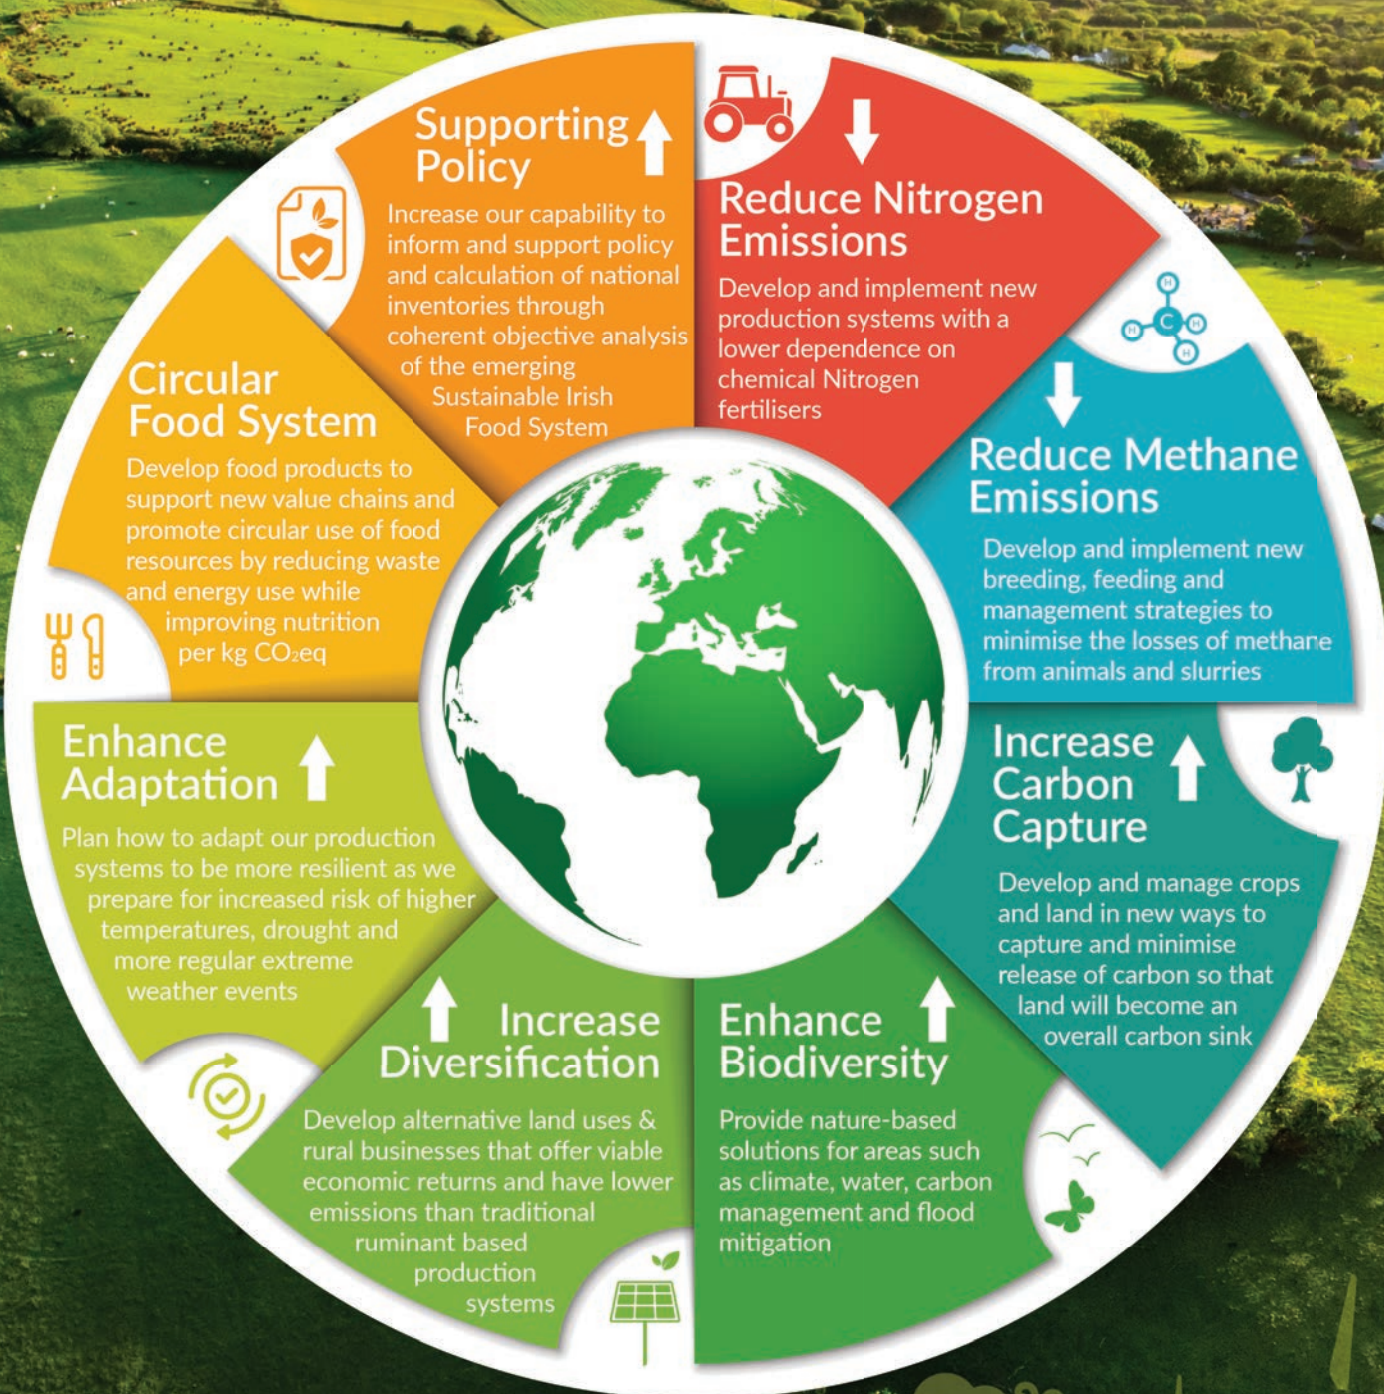 Supporting
Policy
Increase our capability to
inform and support policy
and calculation of national
inventories through
coherent objective analysis
of the emerging
Sustainable Irish
Food System
Reduce Nitrogen
Emissions
Develop and implement new
production systems with a
lower dependence on
chemical Nitrogen
fertilisers
H
H C H
H
Reduce Methane
Emissions
Develop and implement new
breeding, feeding and
management strategies to
minimise the losses of methane
from animals and slurries
Increase
Carbon
Capture
Develop and manage crops
and land in new ways to
capture and minimise
release of carbon so that
land will become an
overall carbon sink
Enhance
Biodiversity
Provide nature-based
solutions for areas such
as climate, water, carbon
management and flood
mitigation
Increase
Diversification
Develop alternative land uses &
rural businesses that offer viable
economic returns and have lower
emissions than traditional
ruminant based
production
systems
Enhance
Adaptation
Plan how to adapt our production
systems to be more resilient as we
prepare for increased risk of higher
temperatures, drought and
more regular extreme
weather events
Circular
Food System
Develop food products to
support new value chains and
promote circular use of food
resources by reducing waste
and energy use while
improving nutrition
per kg CO₂eq